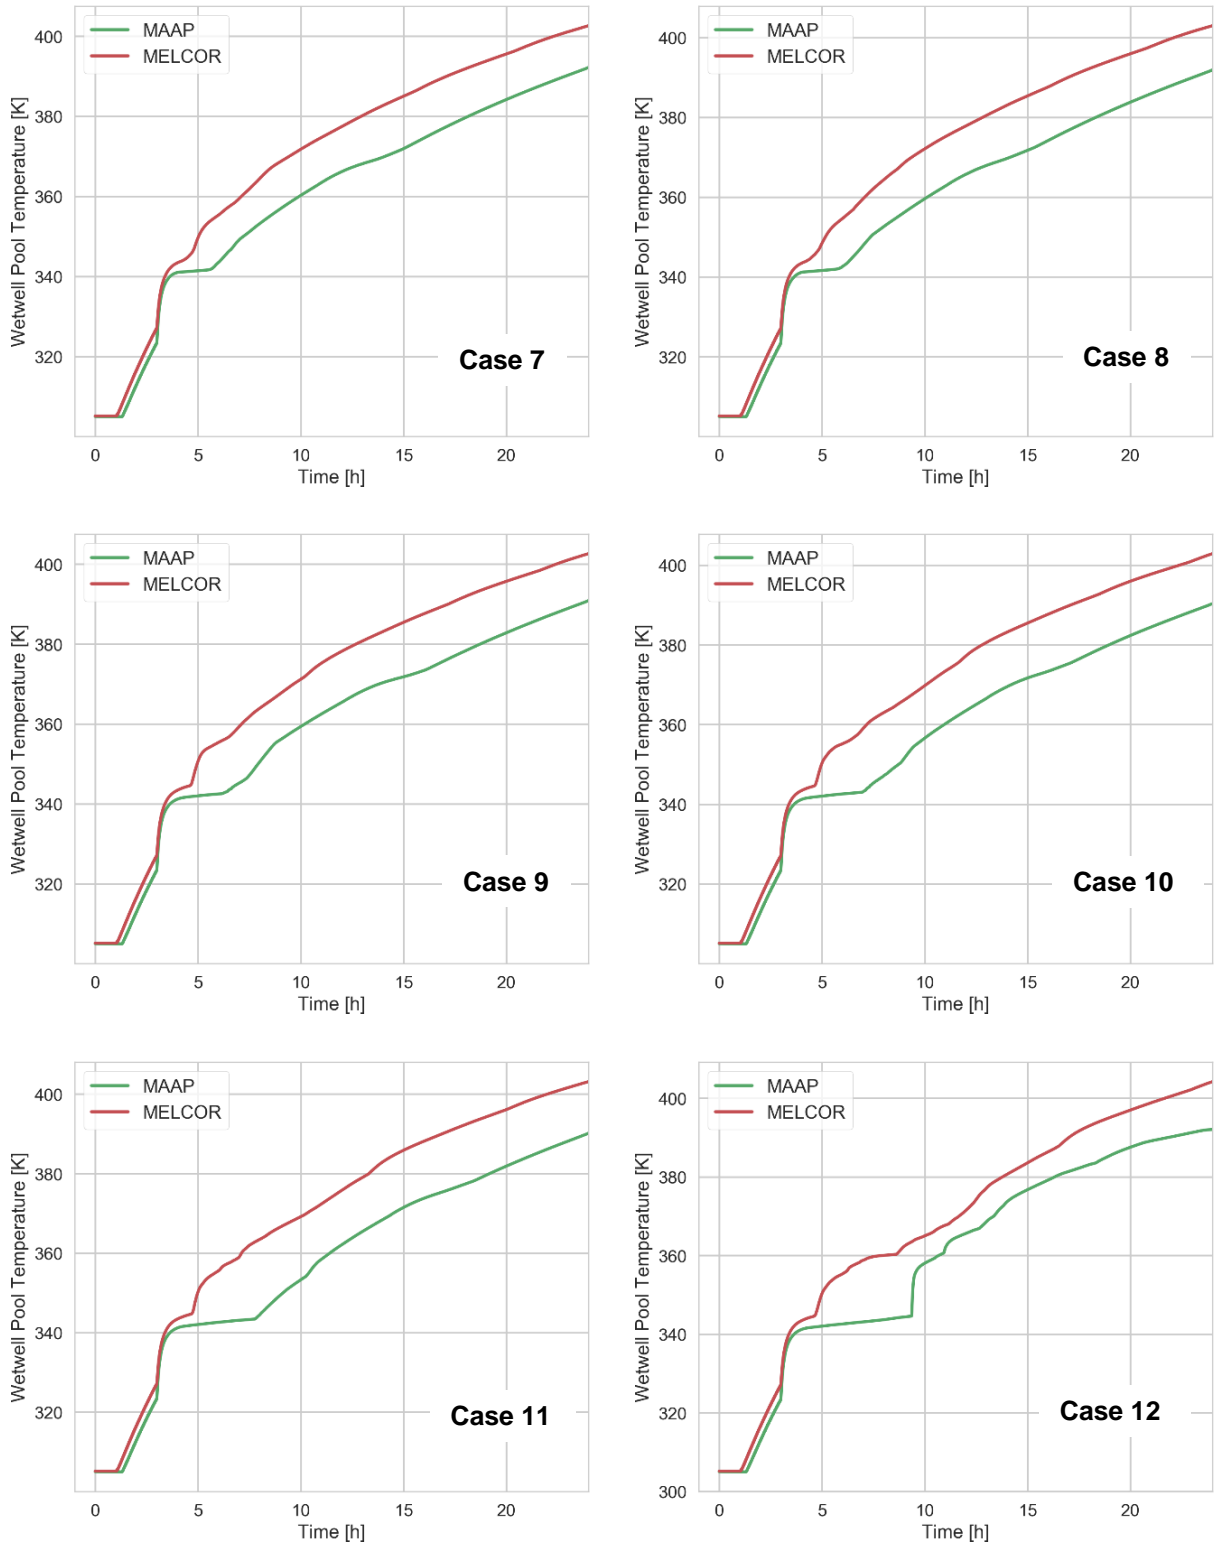 MAAP
MELCOR
Wetwell Pool Temperature [K]
400
380
360
340
320
Case 7
0 5 10 15 20
Time [h]
MAAP
MELCOR
Wetwell Pool Temperature [K]
400
380
360
340
320
Case 8
0 5 10 15 20
Time [h]
MAAP
MELCOR
Wetwell Pool Temperature [K]
400
380
360
340
320
Case 9
0 5 10 15 20
Time [h]
MAAP
MELCOR
Wetwell Pool Temperature [K]
400
380
360
340
320
Case 10
0 5 10 15 20
Time [h]
MAAP
MELCOR
Wetwell Pool Temperature [K]
400
380
360
340
320
Case 11
0 5 10 15 20
Time [h]
MAAP
MELCOR
Wetwell Pool Temperature [K]
400
380
360
340
320
300
Case 12
0 5 10 15 20
Time [h]